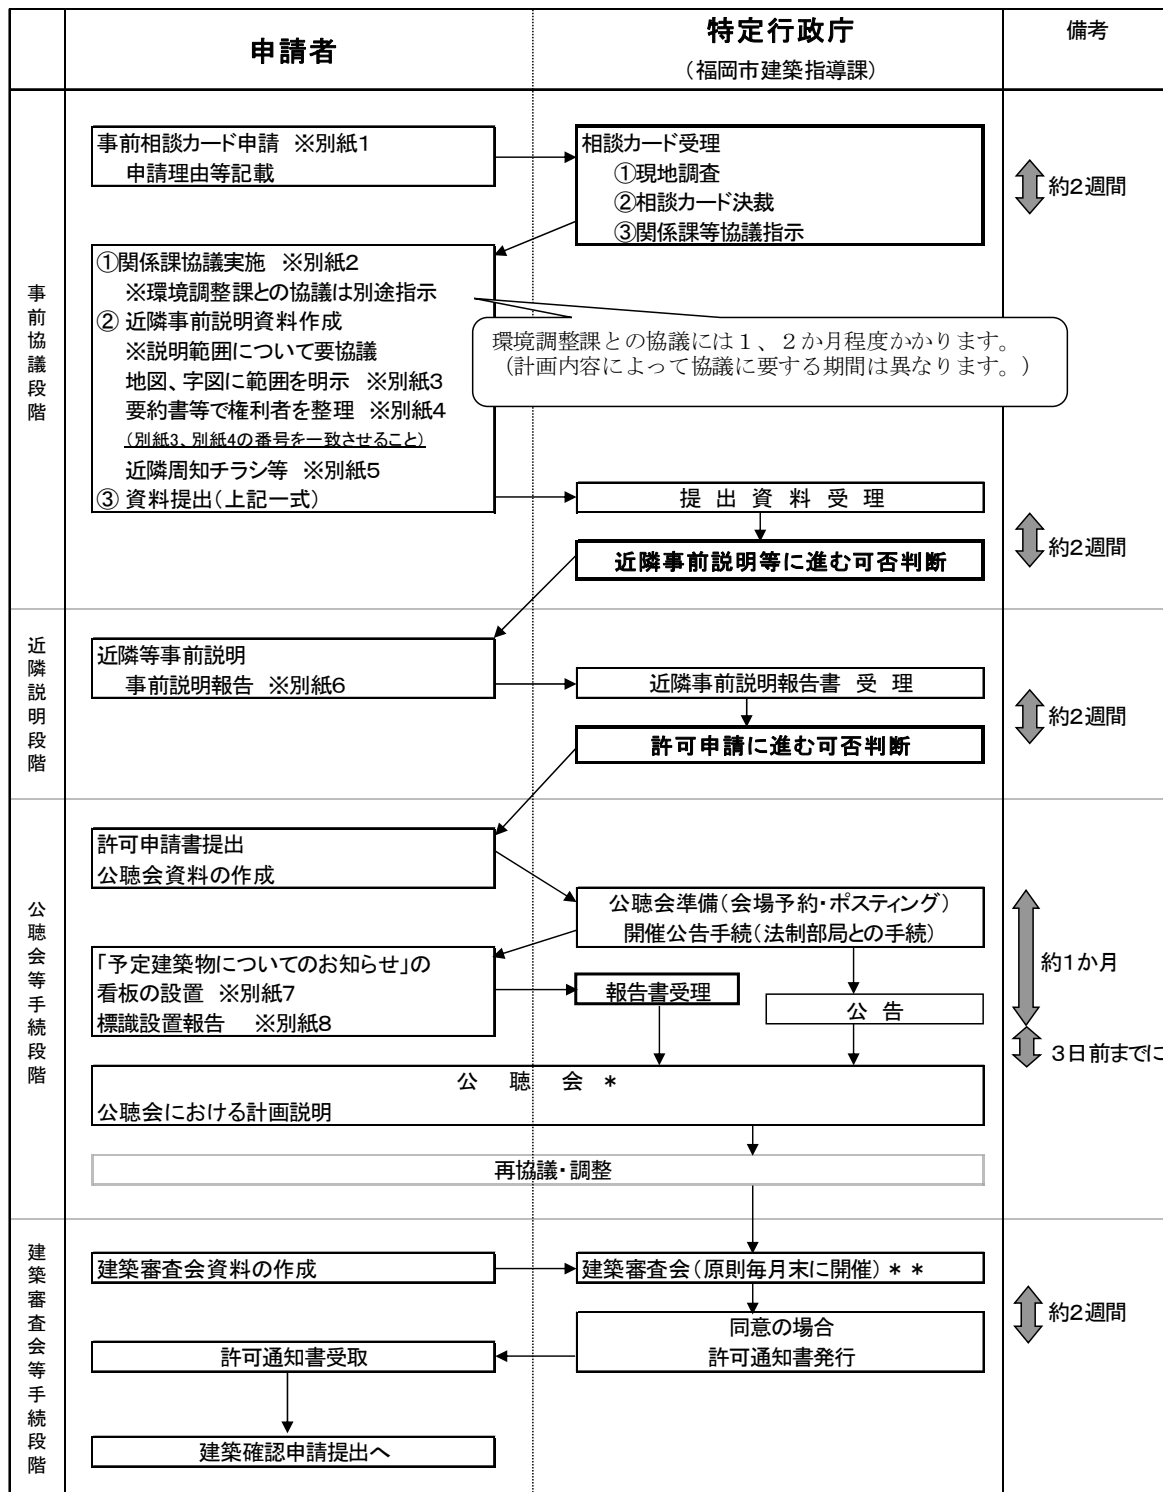 申請者
特定行政庁
（福岡市建築指導課）
備考
事前協議段階
事前相談カード申請　※別紙1
申請理由等記載
相談カード受理
①現地調査
②相談カード決裁
③関係課等協議指示
約2週間
①関係課協議実施　※別紙2
※環境調整課との協議は別途指示
② 近隣事前説明資料作成
※説明範囲について要協議
地図、字図に範囲を明示　※別紙3
要約書等で権利者を整理　※別紙4
（別紙3、別紙4の番号を一致させること）
近隣周知チラシ等　※別紙5
③ 資料提出（上記一式）
環境調整課との協議には１、２か月程度かかります。
（計画内容によって協議に要する期間は異なります。）
提 出 資 料 受 理
近隣事前説明等に進む可否判断
約2週間
近隣説明段階
近隣等事前説明
事前説明報告　※別紙6
近隣事前説明報告書 受 理
許可申請に進む可否判断
約2週間
公聴会等手続段階
許可申請書提出
公聴会資料の作成
公聴会準備（会場予約・ポスティング）
開催公告手続（法制部局との手続）
「予定建築物についてのお知らせ」の
看板の設置　※別紙7
標識設置報告　※別紙8
報告書受理
公 告
約1か月
3日前までに
公 聴 会 *
公聴会における計画説明
再協議・調整
建築審査会等手続段階
建築審査会資料の作成
建築審査会（原則毎月末に開催）* *
同意の場合
許可通知書発行
約2週間
許可通知書受取
建築確認申請提出へ